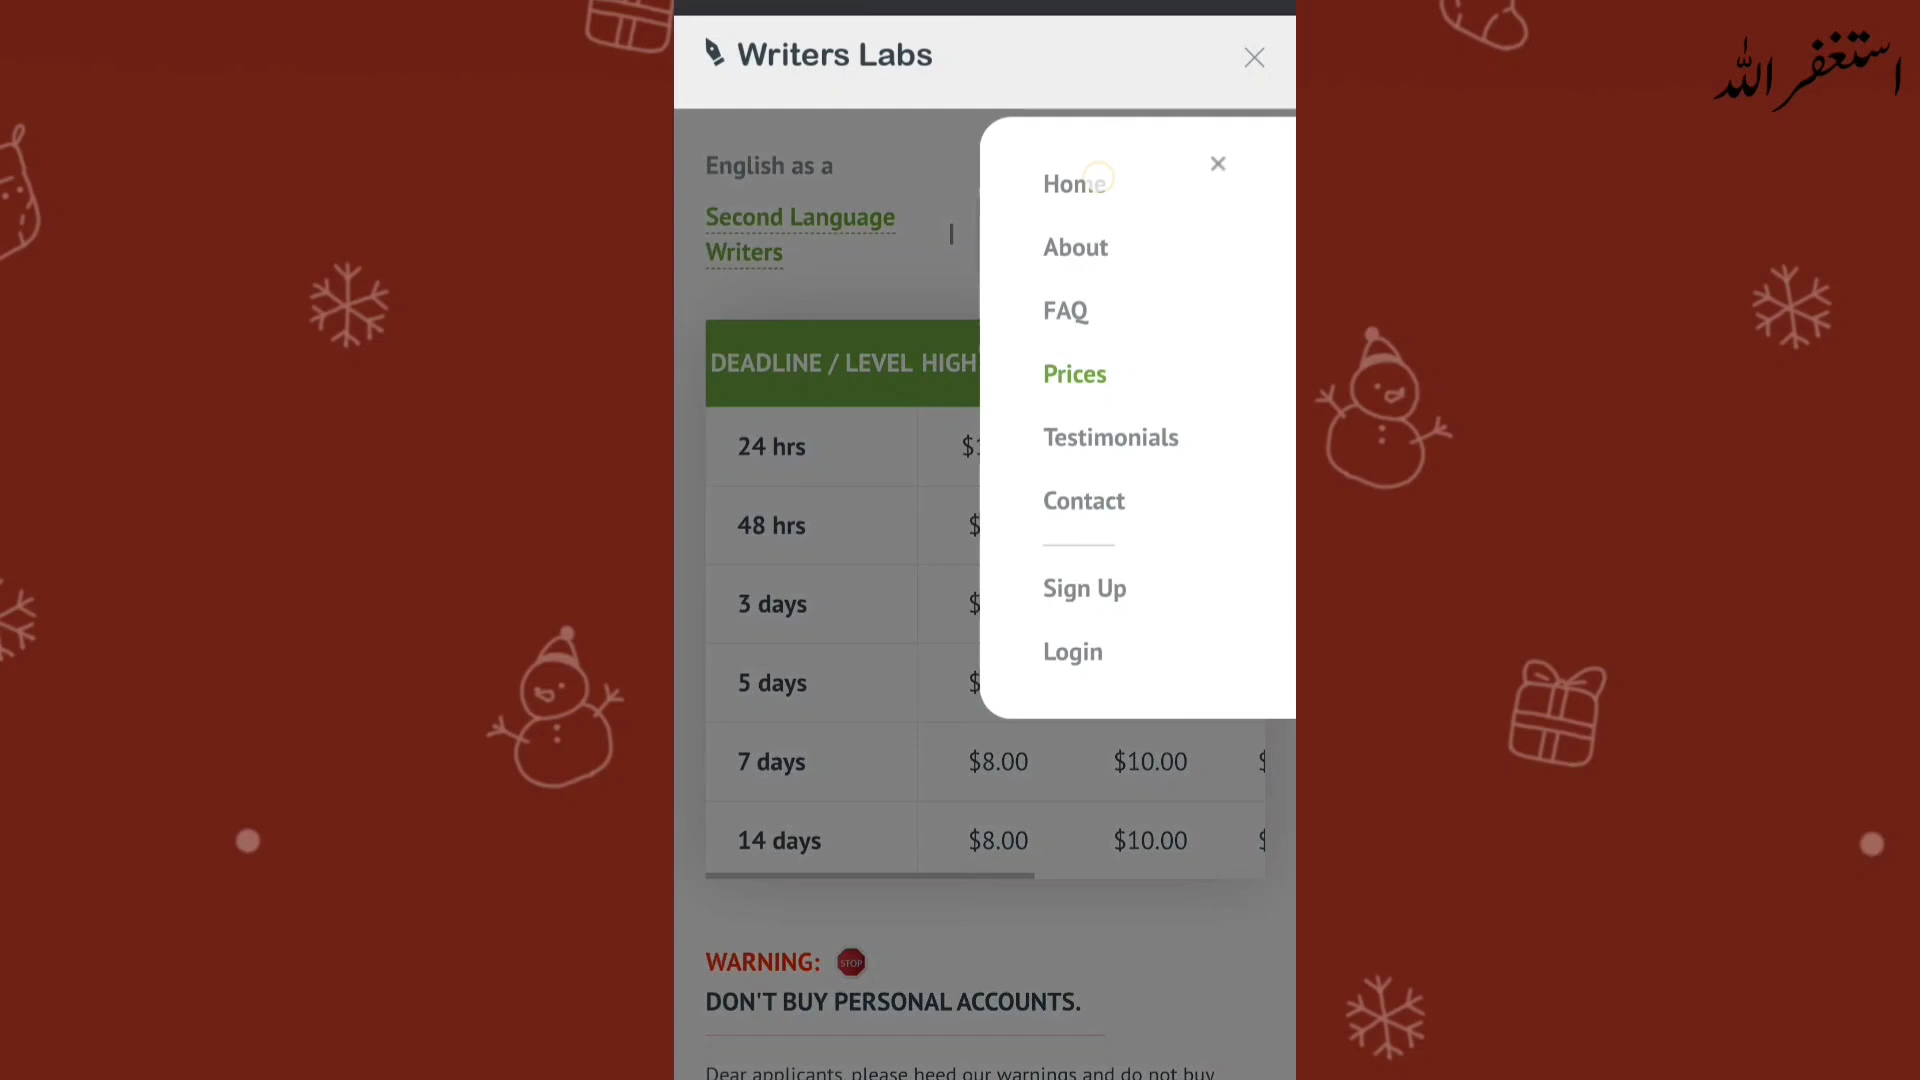 Writers Labs
استغفر الله
English as a
Second Language
Writers
|
Home
About
FAQ
Prices
Testimonials
Contact
Sign Up
Login
DEADLINE / LEVEL HIGH
24 hrs
48 hrs
3 days
5 days
7 days $8.00 $10.00
14 days $8.00 $10.00
WARNING: STOP
DON'T BUY PERSONAL ACCOUNTS.
Dear applicants, please heed our warnings and do not buy